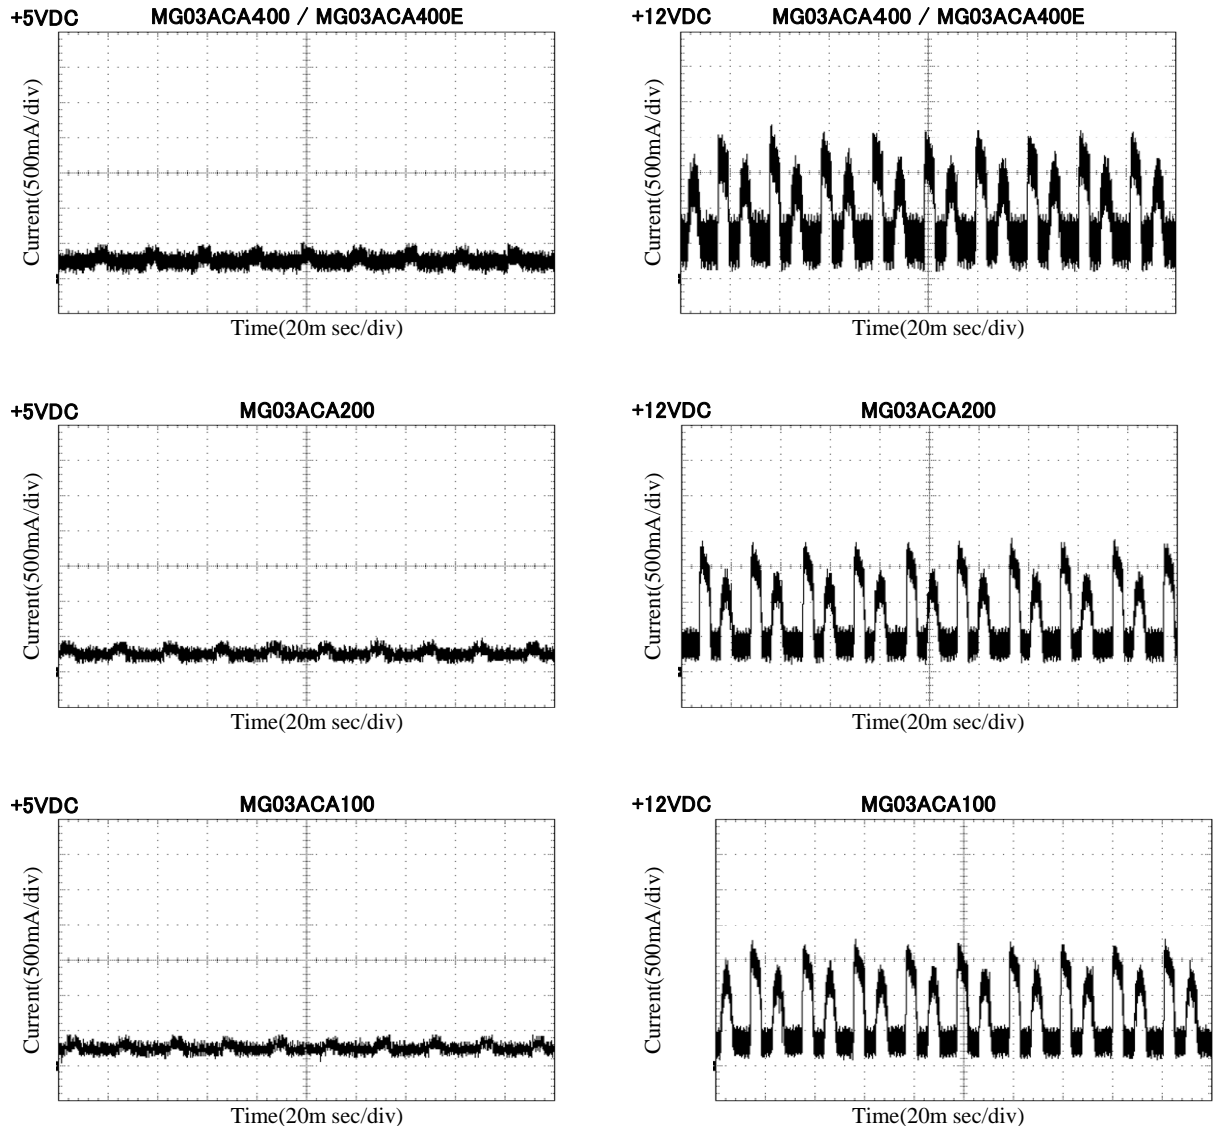 +5VDC MG03ACA400 / MG03ACA400E
Current(500mA/div)
Time(20m sec/div)
+12VDC MG03ACA400 / MG03ACA400E
Current(500mA/div)
Time(20m sec/div)
+5VDC MG03ACA200
Current(500mA/div)
Time(20m sec/div)
+12VDC MG03ACA200
Current(500mA/div)
Time(20m sec/div)
+5VDC MG03ACA100
Current(500mA/div)
Time(20m sec/div)
+12VDC MG03ACA100
Current(500mA/div)
Time(20m sec/div)